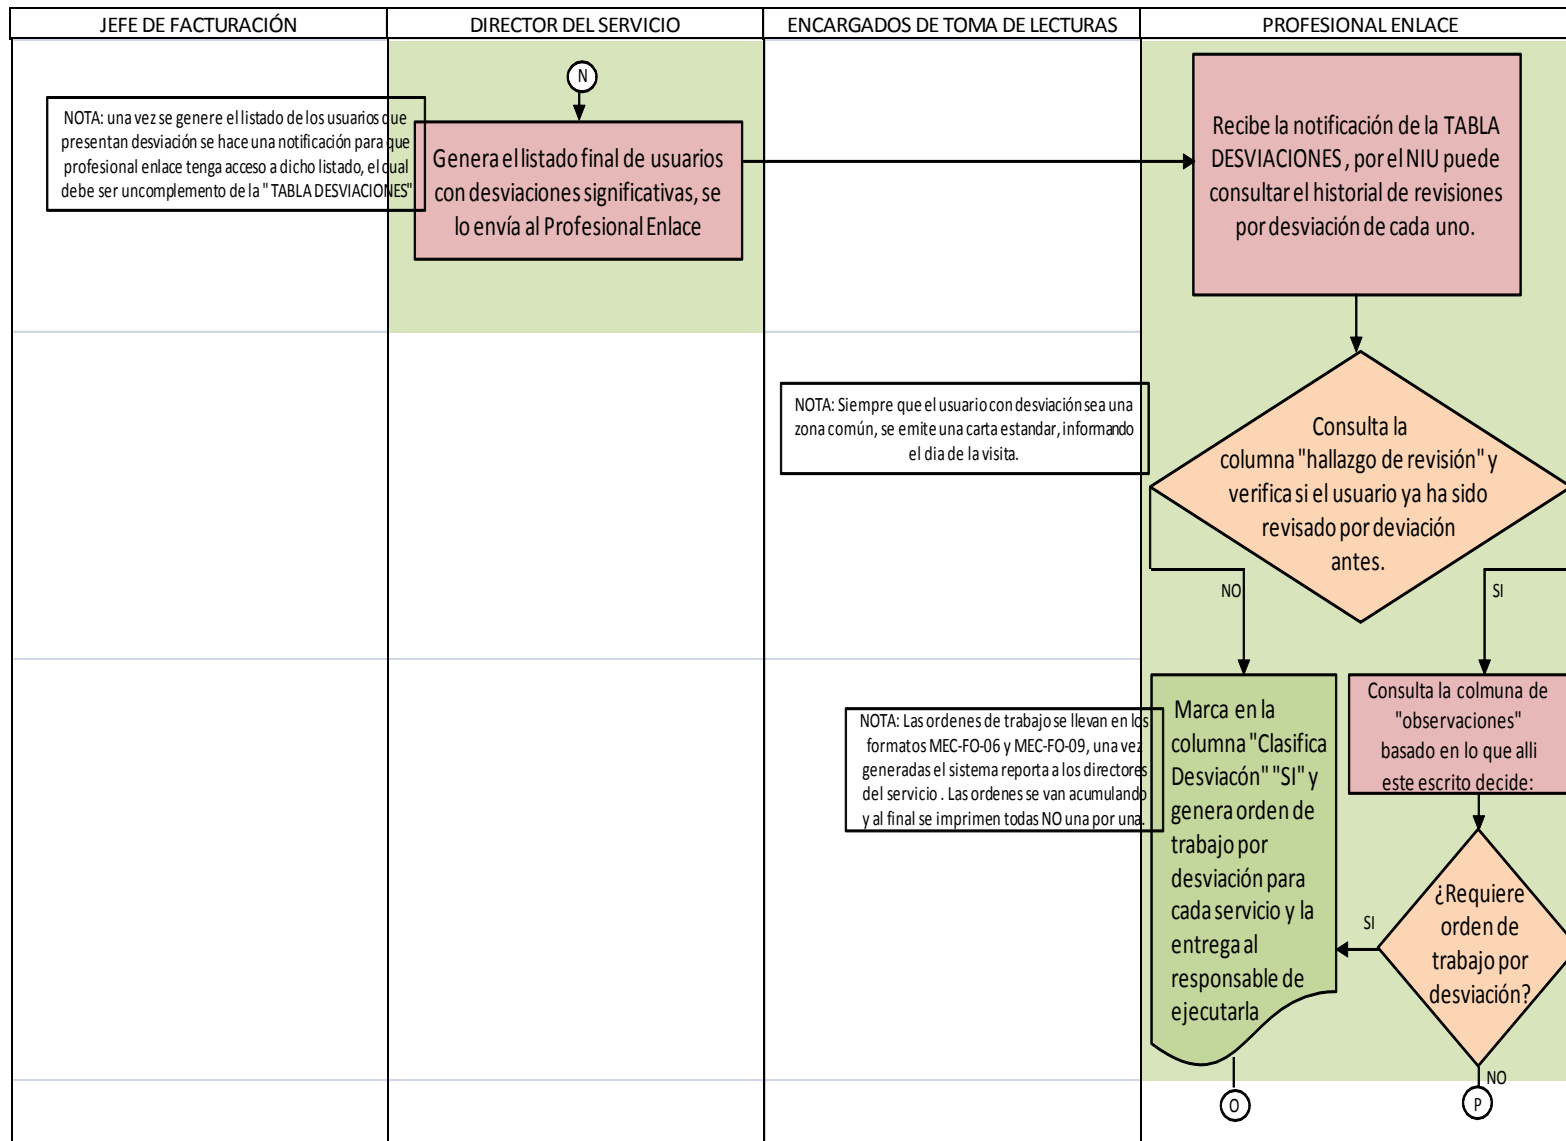 JEFE DE FACTURACIÓN
DIRECTOR DEL SERVICIO
ENCARGADOS DE TOMA DE LECTURAS
PROFESIONAL ENLACE
N
NOTA: una vez se genere el listado de los usuarios que
presentan desviación se hace una notificación para que
profesional enlace tenga acceso a dicho listado, el cual
debe ser uncomplemento de la " TABLA DESVIACIONES"
Genera el listado final de usuarios
con desviaciones significativas, se
lo envía al Profesional Enlace
Recibe la notificación de la TABLA
DESVIACIONES , por el NIU puede
consultar el historial de revisiones
por desviación de cada uno.
NOTA: Siempre que el usuario con desviación sea una
zona común, se emite una carta estandar, informando
el dia de la visita.
Consulta la
columna "hallazgo de revisión" y
verifica si el usuario ya ha sido
revisado por deviación
antes.
NO
SI
NOTA: Las ordenes de trabajo se llevan en los
formatos MEC-FO-06 y MEC-FO-09, una vez
generadas el sistema reporta a los directores
del servicio . Las ordenes se van acumulando
y al final se imprimen todas NO una por una.
Marca en la
columna "Clasifica
Desviacón" "SI" y
genera orden de
trabajo por
desviación para
cada servicio y la
entrega al
responsable de
ejecutarla
Consulta la colmuna de
"observaciones"
basado en lo que alli
este escrito decide:
¿Requiere
orden de
trabajo por
desviación?
SI
NO
O
P